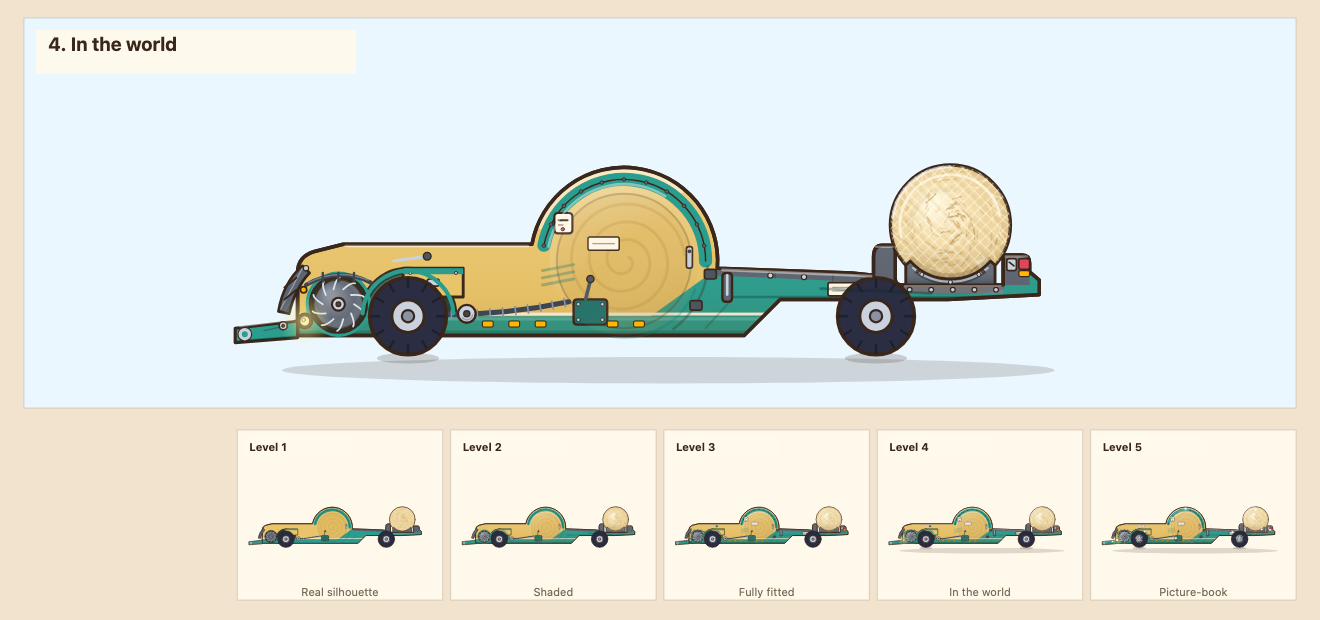 4. In the world
Level 1
Level 2
Level 3
Level 4
Level 5
Real silhouette
Shaded
Fully fitted
In the world
Picture-book